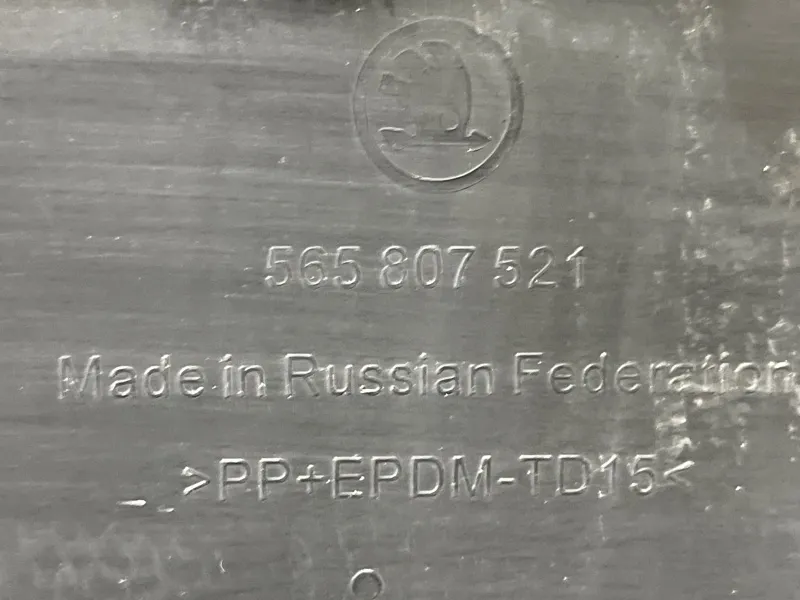 565 807 521
Made in Russian Federation
>PP+EPDM-TD15<